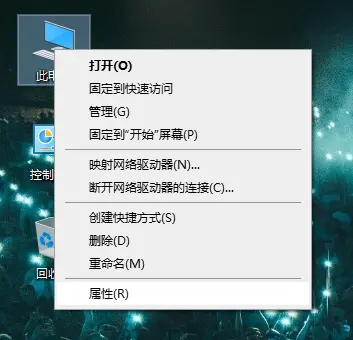 此电
打开(O)
固定到快速访问
管理(G)
固定到"开始"屏幕(P)
控制
映射网络驱动器(N)...
断开网络驱动器的连接(C)...
创建快捷方式(S)
删除(D)
回收
重命名(M)
属性(R)